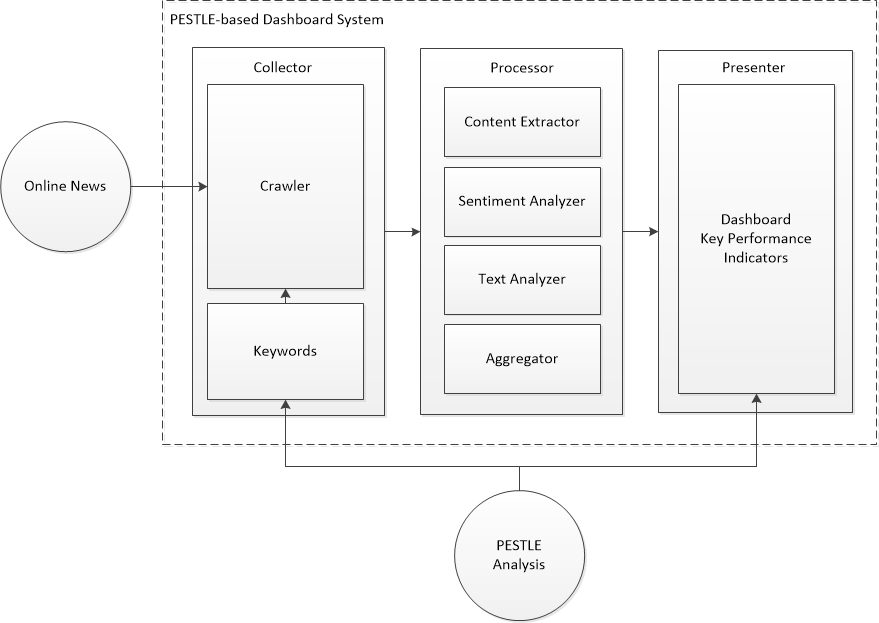 PESTLE-based Dashboard System
Collector
Crawler
Keywords
Processor
Content Extractor
Sentiment Analyzer
Text Analyzer
Aggregator
Presenter
Dashboard
Key Performance
Indicators
Online News
PESTLE
Analysis